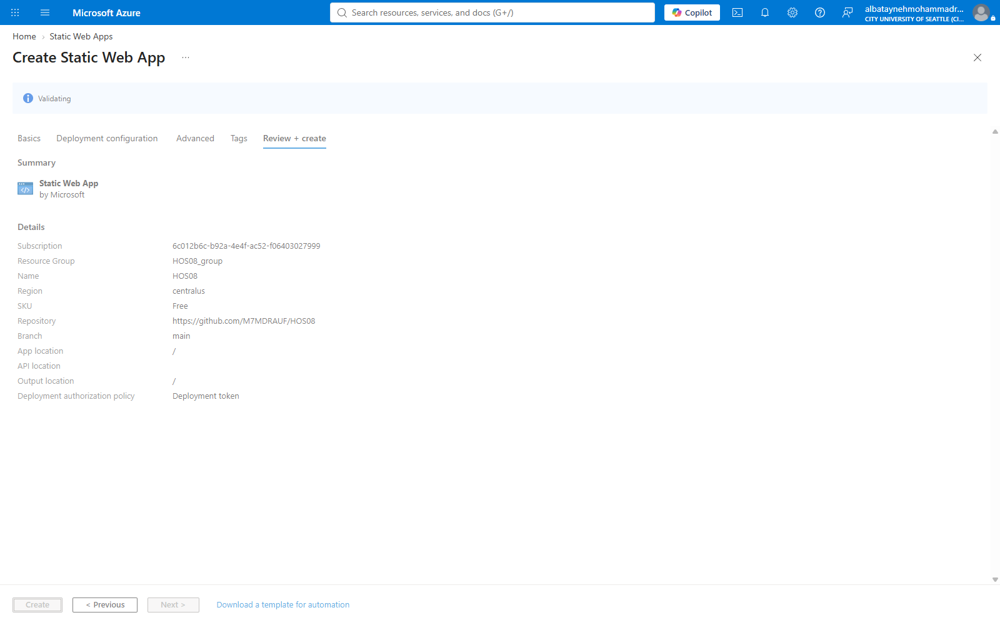 Microsoft Azure
Search resources, services, and docs (G+/)
Copilot
albataynehmohammadr...
CITY UNIVERSITY OF SEATTLE (CI...
Home > Static Web Apps
Create Static Web App ...
Validating
Basics Deployment configuration Advanced Tags Review + create
Summary
Static Web App
by Microsoft
Details
Subscription 6c012b6c-b92a-4e4f-ac52-f06403027999
Resource Group HOS08_group
Name HOS08
Region centralus
SKU Free
Repository https://github.com/M7MDRAUF/HOS08
Branch main
App location /
API location
Output location /
Deployment authorization policy Deployment token
Create < Previous Next > Download a template for automation